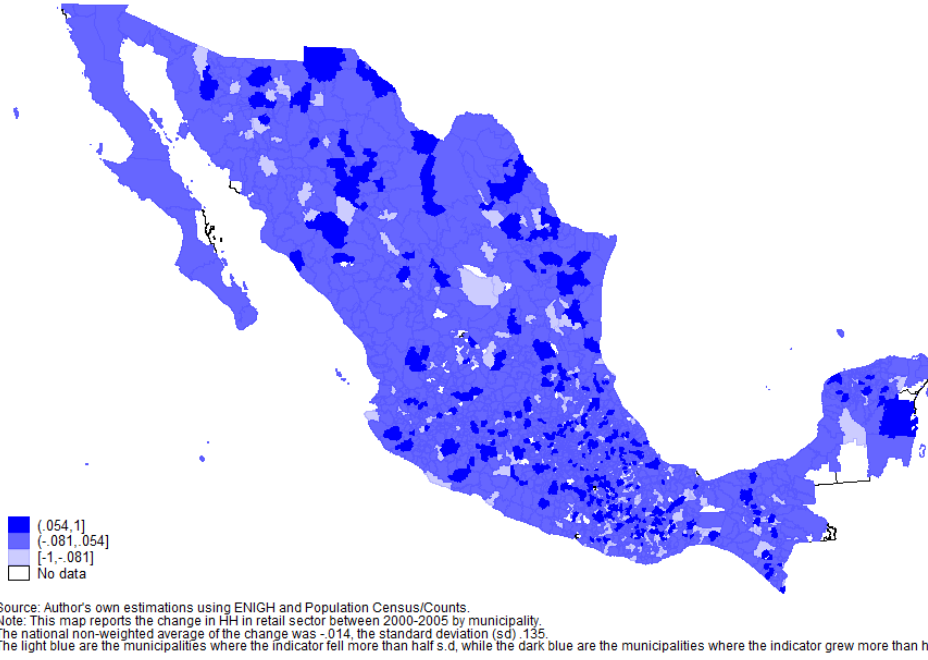 (.054,1]
(-.081,.054]
[-1,-.081]
No data
Source: Author's own estimations using ENIGH and Population Census/Counts.
Note: This map reports the change in HH in retail sector between 2000-2005 by municipality.
The national non-weighted average of the change was -.014, the standard deviation (sd) .135.
The light blue are the municipalities where the indicator fell more than half s.d, while the dark blue are the municipalities where the indicator grew more than h